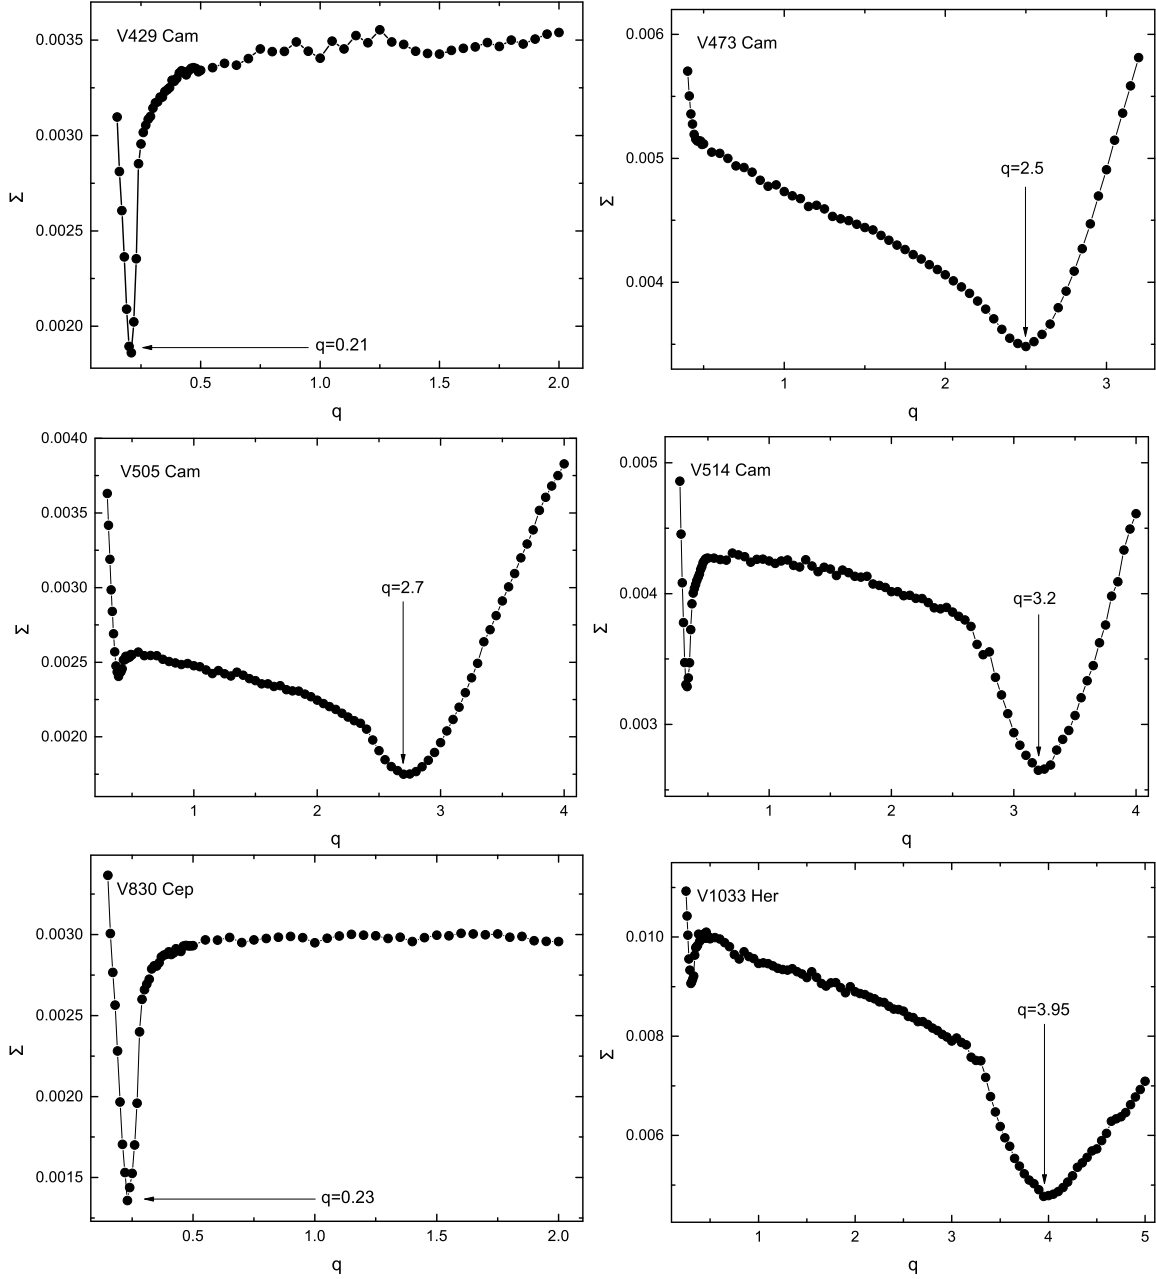 V429 Cam
0.0035
0.0030
0.0025
0.0020
Σ
q=0.21
0.5 1.0 1.5 2.0
q
V473 Cam
0.006
0.005
0.004
Σ
q=2.5
1 2 3
q
V505 Cam
0.0040
0.0035
0.0030
0.0025
0.0020
Σ
q=2.7
1 2 3 4
q
V514 Cam
0.005
0.004
0.003
Σ
q=3.2
1 2 3 4
q
V830 Cep
0.0030
0.0025
0.0020
0.0015
Σ
q=0.23
0.5 1.0 1.5 2.0
q
V1033 Her
0.010
0.008
0.006
Σ
q=3.95
1 2 3 4 5
q